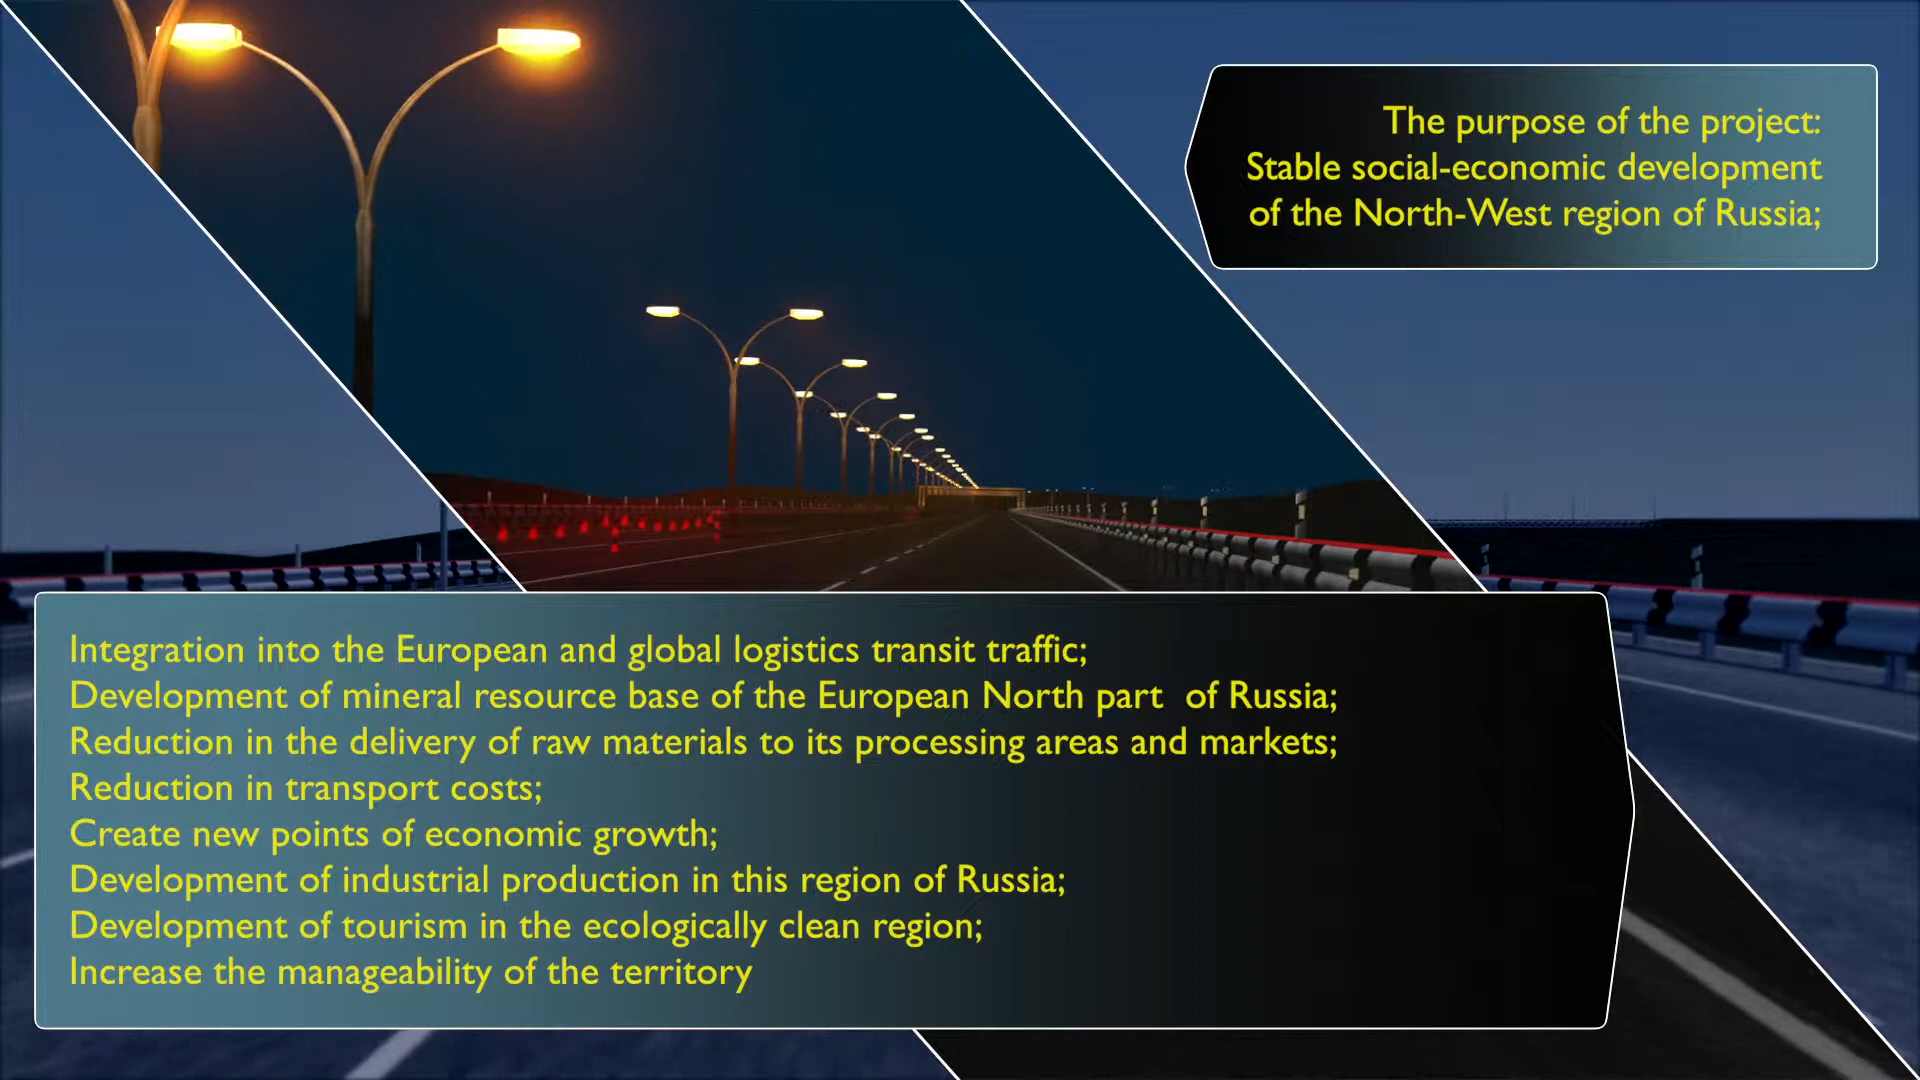 The purpose of the project:
Stable social-economic development
of the North-West region of Russia;
Integration into the European and global logistics transit traffic;
Development of mineral resource base of the European North part  of Russia;
Reduction in the delivery of raw materials to its processing areas and markets;
Reduction in transport costs;
Create new points of economic growth;
Development of industrial production in this region of Russia;
Development of tourism in the ecologically clean region;
Increase the manageability of the territory